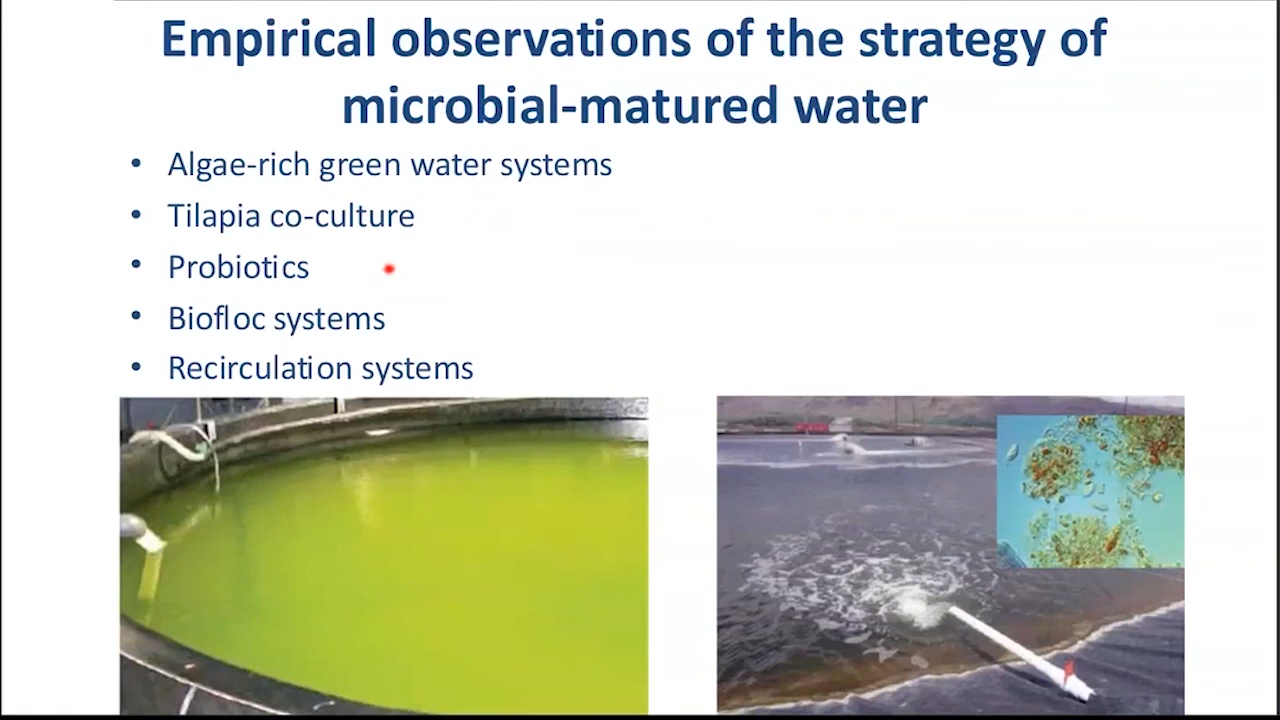 Empirical observations of the strategy of
microbial-matured water
• Algae-rich green water systems
• Tilapia co-culture
• Probiotics
• Biofloc systems
• Recirculation systems